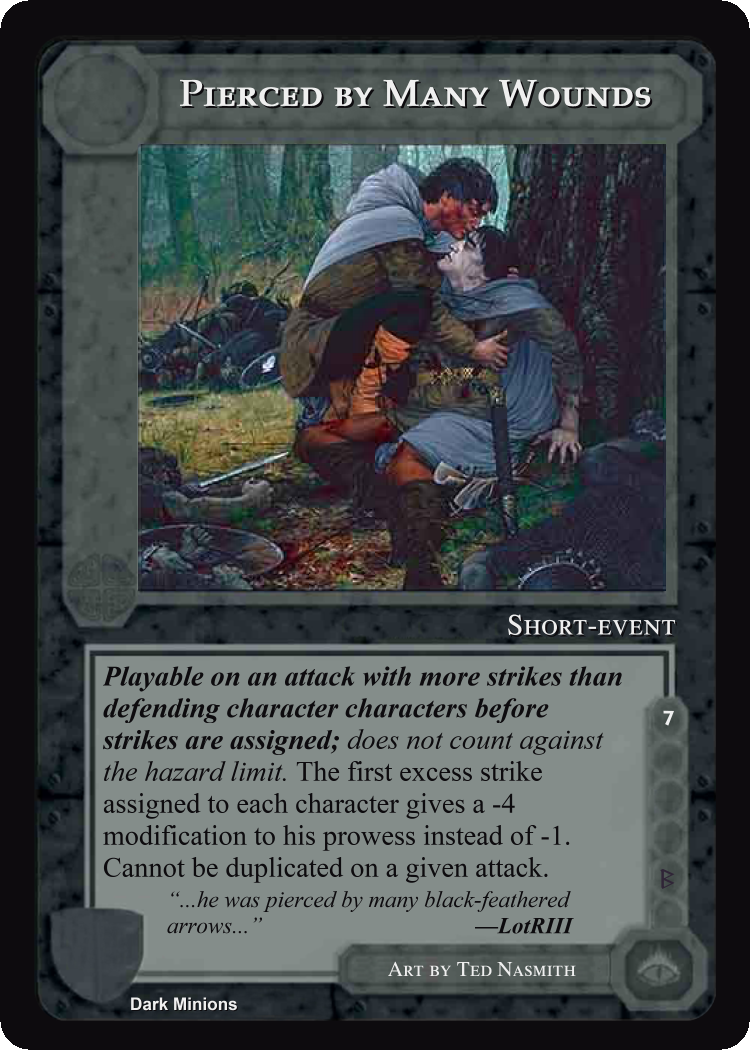 Pierced by Many Wounds
Short-event
Playable on an attack with more strikes than
defending character characters before
strikes are assigned; does not count against
the hazard limit. The first excess strike
assigned to each character gives a -4
modification to his prowess instead of -1.
Cannot be duplicated on a given attack.
"...he was pierced by many black-feathered
arrows..." —LotRIII
7
B
Art by Ted Nasmith
Dark Minions